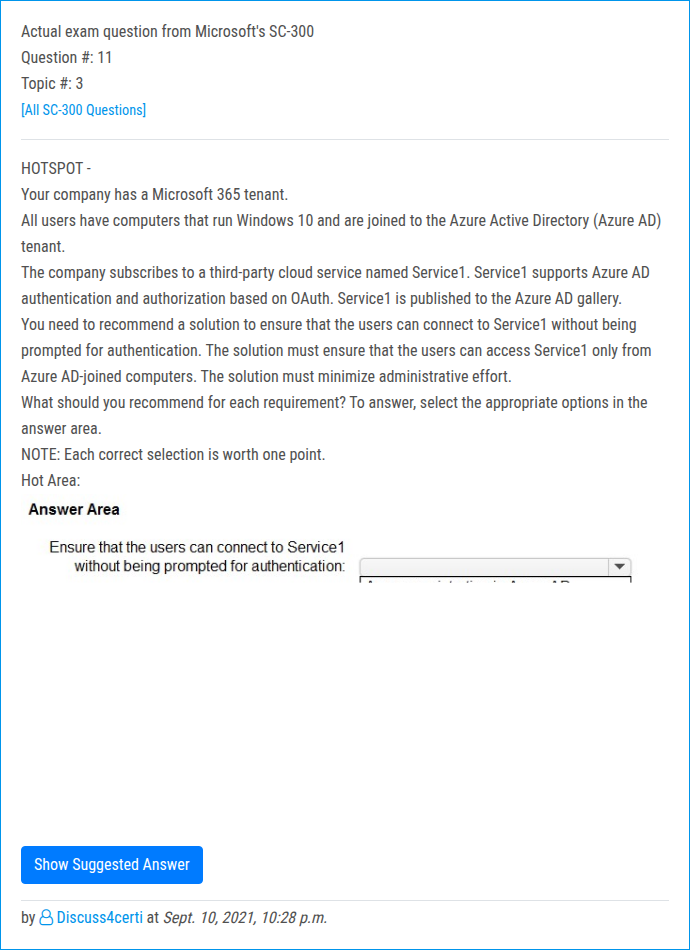 Actual exam question from Microsoft's SC-300
Question #: 11
Topic #: 3
[All SC-300 Questions]
HOTSPOT -
Your company has a Microsoft 365 tenant.
All users have computers that run Windows 10 and are joined to the Azure Active Directory (Azure AD)
tenant.
The company subscribes to a third-party cloud service named Service1. Service1 supports Azure AD
authentication and authorization based on OAuth. Service1 is published to the Azure AD gallery.
You need to recommend a solution to ensure that the users can connect to Service1 without being
prompted for authentication. The solution must ensure that the users can access Service1 only from
Azure AD-joined computers. The solution must minimize administrative effort.
What should you recommend for each requirement? To answer, select the appropriate options in the
answer area.
NOTE: Each correct selection is worth one point.
Hot Area:
Answer Area
Ensure that the users can connect to Service1
without being prompted for authentication:
Show Suggested Answer
by Discuss4certi at Sept. 10, 2021, 10:28 p.m.